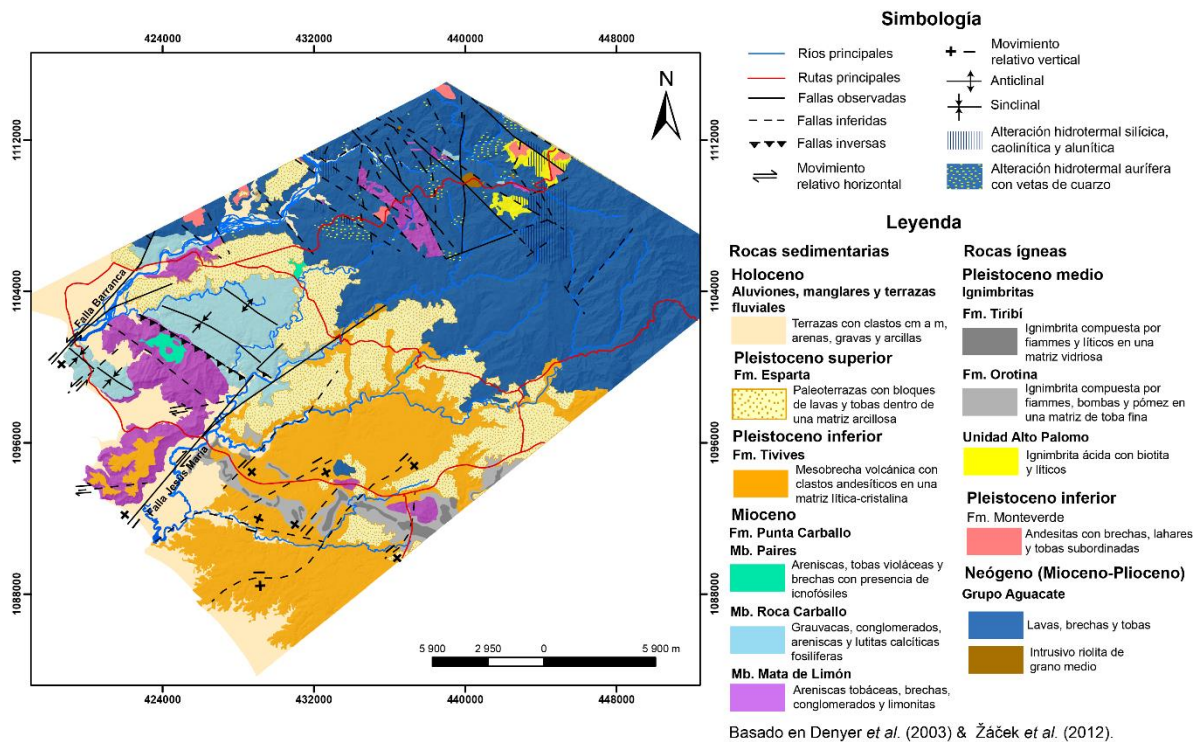 424000
432000
440000
448000
N
1112000
1104000
1096000
1088000
1112000
1104000
1096000
1088000
Falla Barranca
Falla Jesús María
5 900
2 950
0
5 900 m
424000
432000
440000
448000
Simbología
Ríos principales
Rutas principales
Fallas observadas
Fallas inferidas
Fallas inversas
Movimiento
relativo horizontal
Movimiento
relativo vertical
Anticlinal
Sinclinal
Alteración hidrotermal silícica,
caolinítica y alunítica
Alteración hidrotermal aurífera
con vetas de cuarzo
Leyenda
Rocas sedimentarias
Holoceno
Aluviones, manglares y terrazas
fluviales
Terrazas con clastos cm a m,
arenas, gravas y arcillas
Pleistoceno superior
Fm. Esparta
Paleoterrazas con bloques
de lavas y tobas dentro de
una matriz arcillosa
Pleistoceno inferior
Fm. Tivives
Mesobrecha volcánica con
clastos andesíticos en una
matriz lítica-cristalina
Mioceno
Fm. Punta Carballo
Mb. Paires
Areniscas, tobas violáceas y
brechas con presencia de
icnofósiles
Mb. Roca Carballo
Grauvacas, conglomerados,
areniscas y lutitas calcíticas
fosilíferas
Mb. Mata de Limón
Areniscas tobáceas, brechas,
conglomerados y limonitas
Rocas ígneas
Pleistoceno medio
Ignimbritas
Fm. Tiribí
Ignimbrita compuesta por
fiammes y líticos en una
matriz vidriosa
Fm. Orotina
Ignimbrita compuesta por
fiammes, bombas y pómez en
una matriz de toba fina
Unidad Alto Palomo
Ignimbrita ácida con biotita
y líticos
Pleistoceno inferior
Fm. Monteverde
Andesitas con brechas, lahares
y tobas subordinadas
Neógeno (Mioceno-Plioceno)
Grupo Aguacate
Lavas, brechas y tobas
Intrusivo riolita de
grano medio
Basado en Denyer et al. (2003) & Žáček et al. (2012).